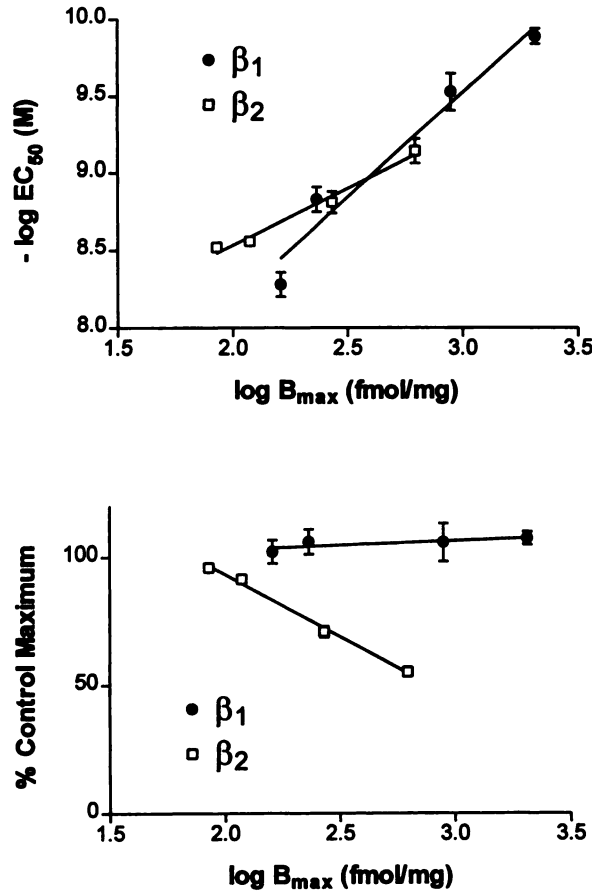 10.0
9.5
9.0
8.5
8.0
- log EC50 (M)
β1
β2
1.5 2.0 2.5 3.0 3.5
log Bmax (fmol/mg)
100
50
0
% Control Maximum
β1
β2
1.5 2.0 2.5 3.0 3.5
log Bmax (fmol/mg)